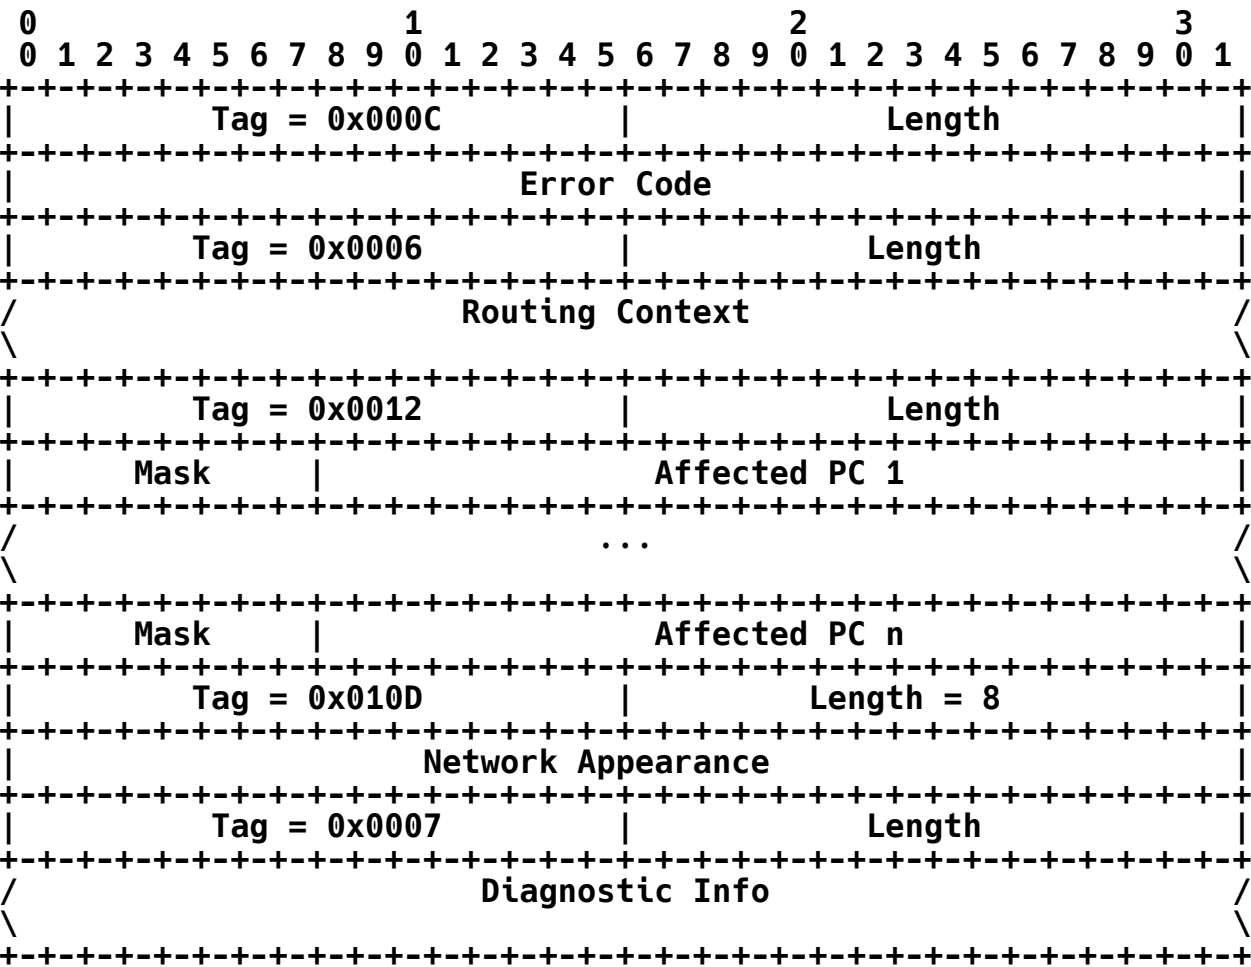 0                   1                   2                   3
 0 1 2 3 4 5 6 7 8 9 0 1 2 3 4 5 6 7 8 9 0 1 2 3 4 5 6 7 8 9 0 1
+-+-+-+-+-+-+-+-+-+-+-+-+-+-+-+-+-+-+-+-+-+-+-+-+-+-+-+-+-+-+-+-+
|          Tag = 0x000C         |             Length            |
+-+-+-+-+-+-+-+-+-+-+-+-+-+-+-+-+-+-+-+-+-+-+-+-+-+-+-+-+-+-+-+-+
|                          Error Code                           |
+-+-+-+-+-+-+-+-+-+-+-+-+-+-+-+-+-+-+-+-+-+-+-+-+-+-+-+-+-+-+-+-+
|         Tag = 0x0006          |            Length             |
+-+-+-+-+-+-+-+-+-+-+-+-+-+-+-+-+-+-+-+-+-+-+-+-+-+-+-+-+-+-+-+-+
/                       Routing Context                         /
\                                                               \
+-+-+-+-+-+-+-+-+-+-+-+-+-+-+-+-+-+-+-+-+-+-+-+-+-+-+-+-+-+-+-+-+
|         Tag = 0x0012          |             Length            |
+-+-+-+-+-+-+-+-+-+-+-+-+-+-+-+-+-+-+-+-+-+-+-+-+-+-+-+-+-+-+-+-+
|      Mask     |                 Affected PC 1                 |
+-+-+-+-+-+-+-+-+-+-+-+-+-+-+-+-+-+-+-+-+-+-+-+-+-+-+-+-+-+-+-+-+
/                              ...                              /
\                                                               \
+-+-+-+-+-+-+-+-+-+-+-+-+-+-+-+-+-+-+-+-+-+-+-+-+-+-+-+-+-+-+-+-+
|      Mask     |                 Affected PC n                 |
+-+-+-+-+-+-+-+-+-+-+-+-+-+-+-+-+-+-+-+-+-+-+-+-+-+-+-+-+-+-+-+-+
|         Tag = 0x010D          |         Length = 8            |
+-+-+-+-+-+-+-+-+-+-+-+-+-+-+-+-+-+-+-+-+-+-+-+-+-+-+-+-+-+-+-+-+
|                     Network Appearance                        |
+-+-+-+-+-+-+-+-+-+-+-+-+-+-+-+-+-+-+-+-+-+-+-+-+-+-+-+-+-+-+-+-+
|          Tag = 0x0007         |            Length             |
+-+-+-+-+-+-+-+-+-+-+-+-+-+-+-+-+-+-+-+-+-+-+-+-+-+-+-+-+-+-+-+-+
/                        Diagnostic Info                        /
\                                                               \
+-+-+-+-+-+-+-+-+-+-+-+-+-+-+-+-+-+-+-+-+-+-+-+-+-+-+-+-+-+-+-+-+